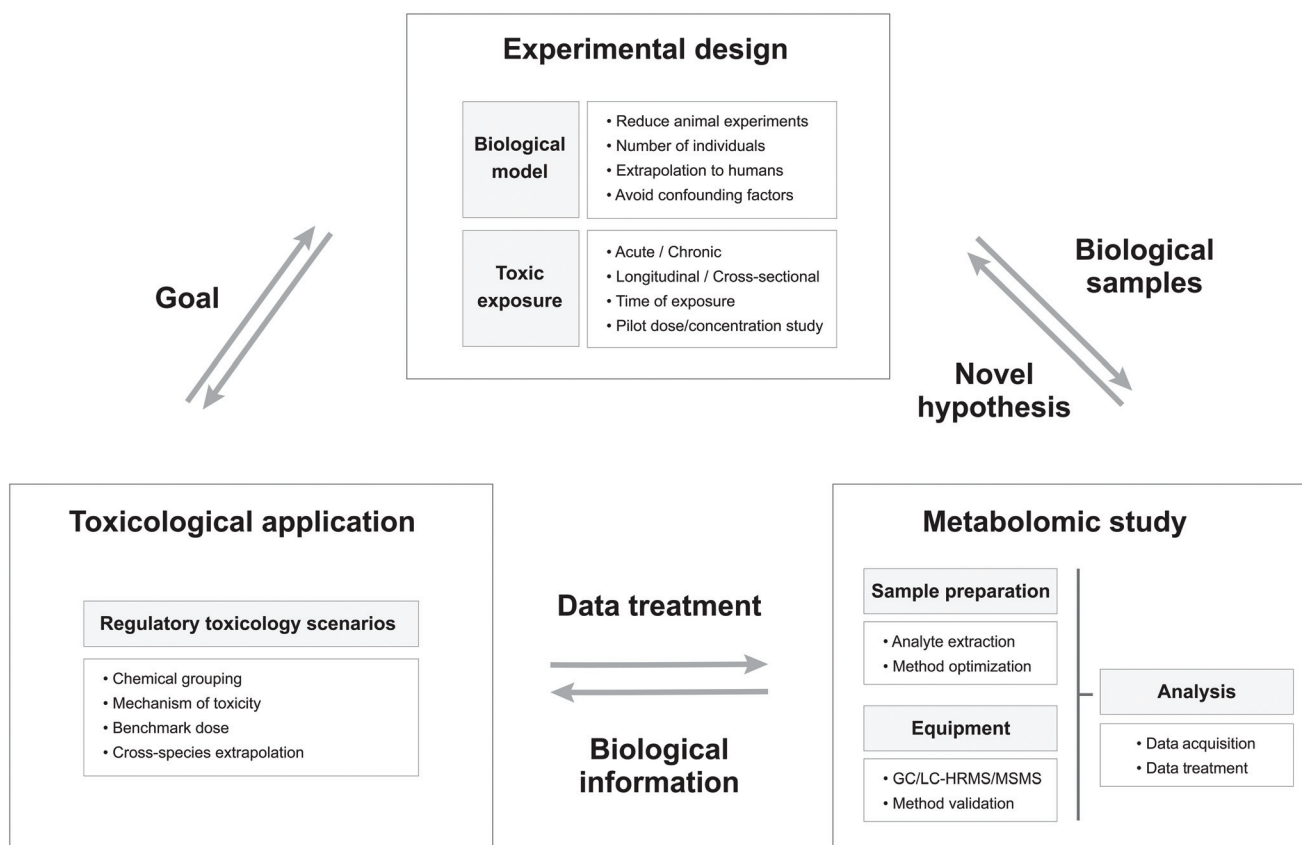 Experimental design
Biological
model
• Reduce animal experiments
• Number of individuals
• Extrapolation to humans
• Avoid confounding factors
Toxic
exposure
• Acute / Chronic
• Longitudinal / Cross-sectional
• Time of exposure
• Pilot dose/concentration study
Goal
Biological
samples
Novel
hypothesis
Toxicological application
Regulatory toxicology scenarios
• Chemical grouping
• Mechanism of toxicity
• Benchmark dose
• Cross-species extrapolation
Data treatment
Biological
information
Metabolomic study
Sample preparation
• Analyte extraction
• Method optimization
Equipment
• GC/LC-HRMS/MSMS
• Method validation
Analysis
• Data acquisition
• Data treatment